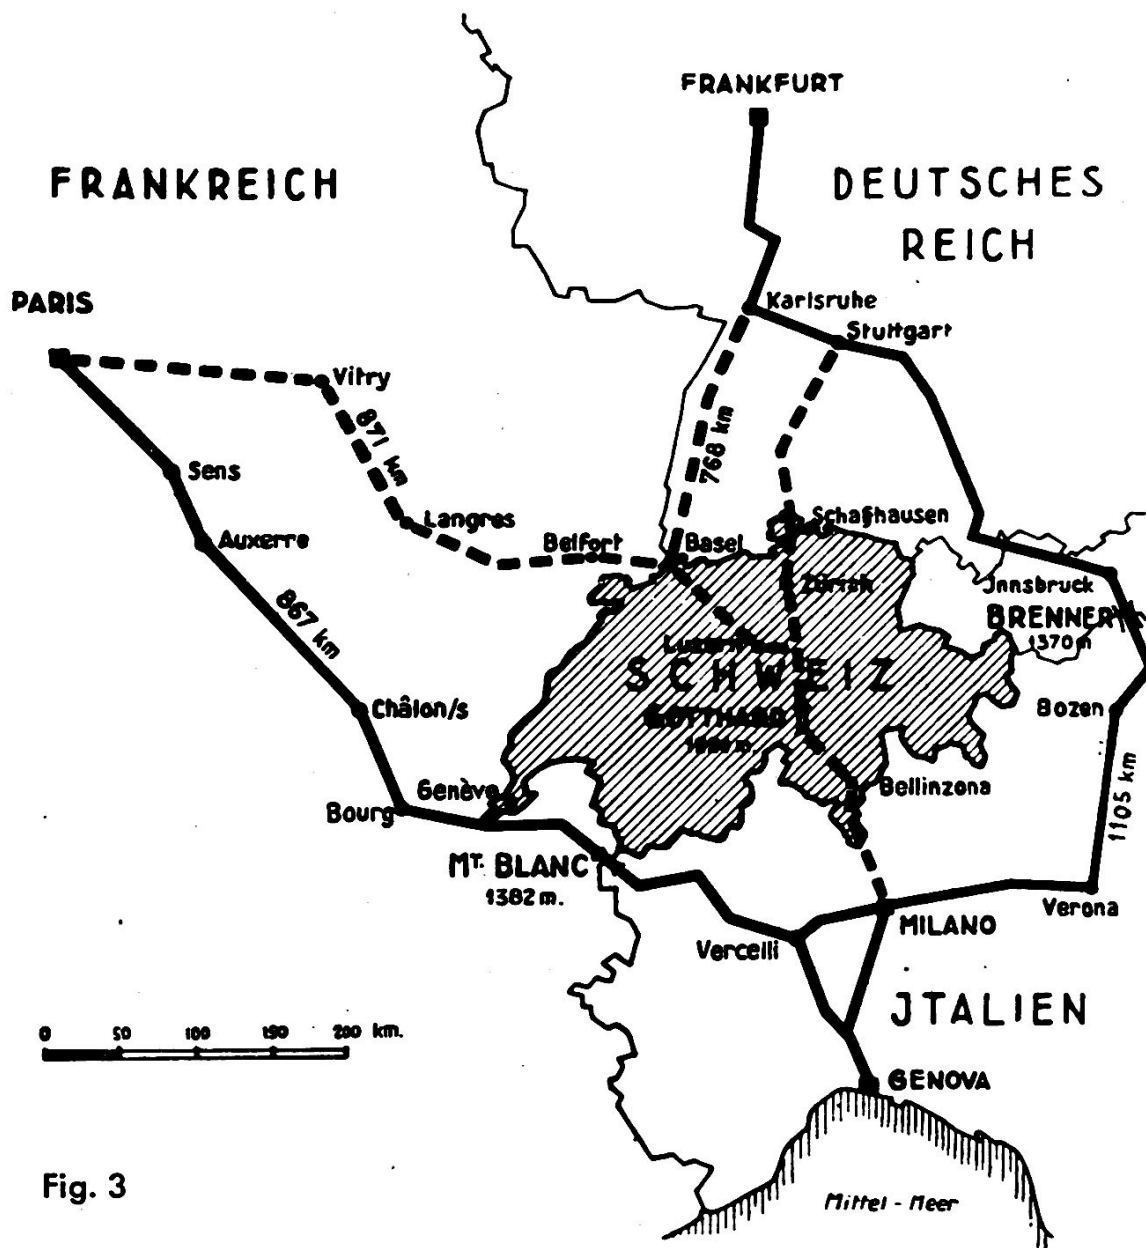 FRANKFURT
FRANKREICH
DEUTSCHES
REICH
PARIS
Karlsruhe
Stuttgart
Vitry
871 km
768 km
Sens
Langres
Schaffhausen
Auxerre
Belfort
Basel
Zürich
Jnnsbruck
BRENNER
1370 m
867 km
Luzern
SCHWEIZ
Châlon/s
GOTTHARD
Bozen
Genève
Bellinzona
1105 km
Bourg
MT. BLANC
1382 m.
Verona
MILANO
Vercelli
JTALIEN
0 50 100 150 200 km.
GENOVA
Fig. 3
Mittel-Meer